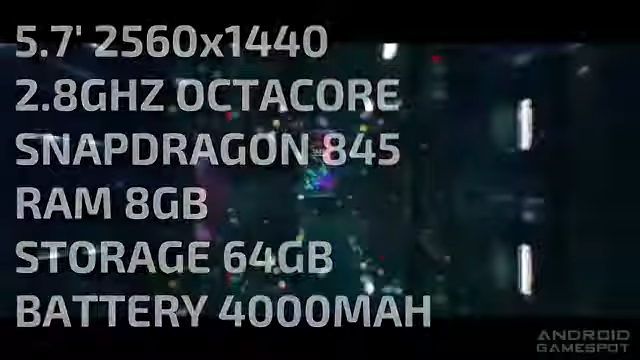 5.7' 2560x1440
2.8GHZ OCTACORE
SNAPDRAGON 845
RAM 8GB
STORAGE 64GB
BATTERY 4000MAH
ANDROID
GAMESPOT